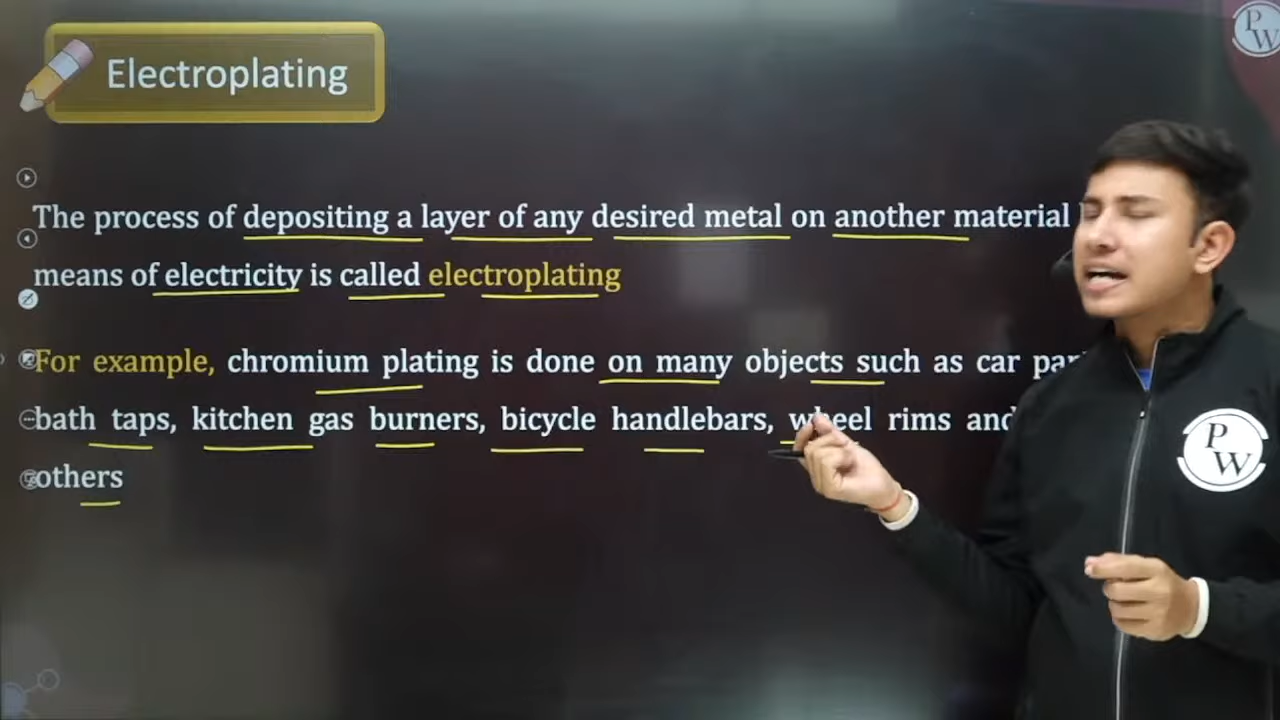 PW
Electroplating
The process of depositing a layer of any desired metal on another material
means of electricity is called electroplating
For example, chromium plating is done on many objects such as car
bath taps, kitchen gas burners, bicycle handlebars, wheel rims and
others
PW